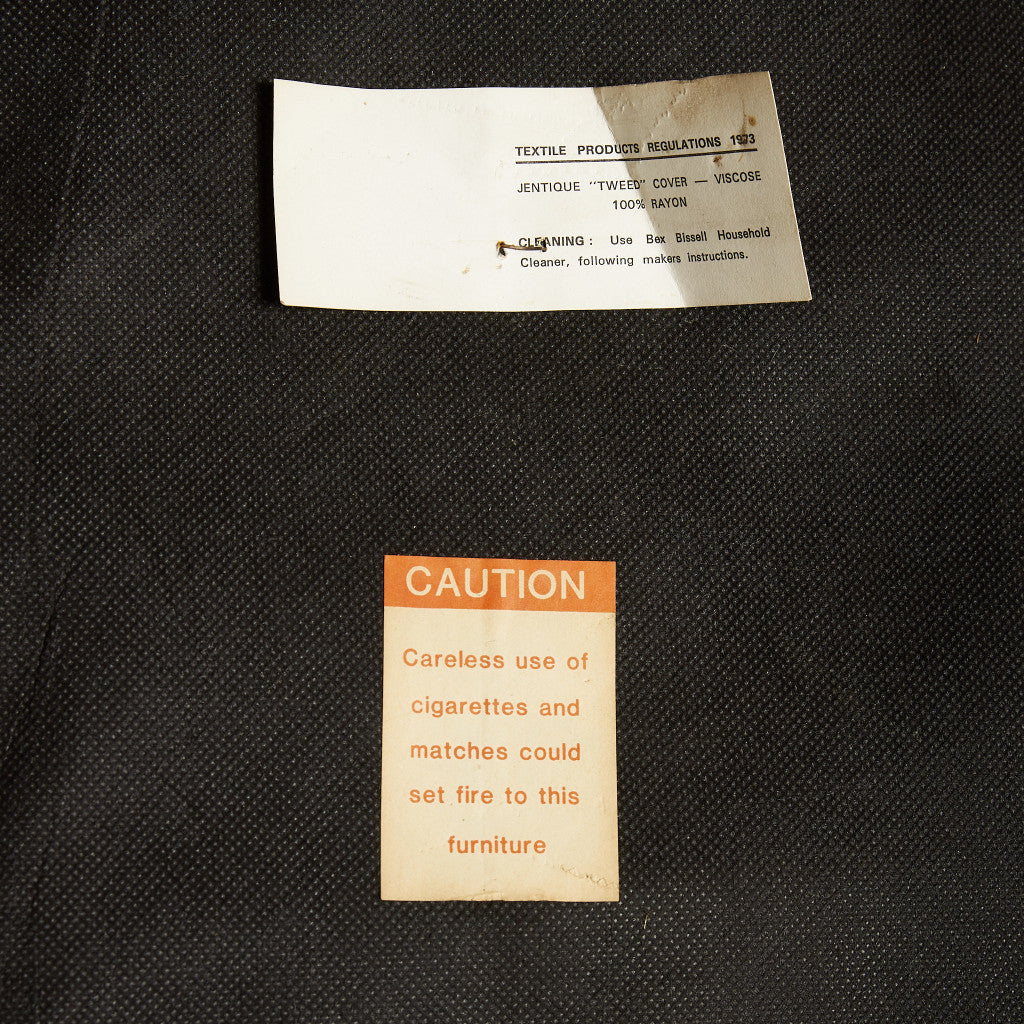 TEXTILE PRODUCTS REGULATIONS 1973
JENTIQUE "TWEED" COVER — VISCOSE
100% RAYON
CLEANING : Use Bex Bissell Household
Cleaner, following makers instructions.
CAUTION
Careless use of
cigarettes and
matches could
set fire to this
furniture